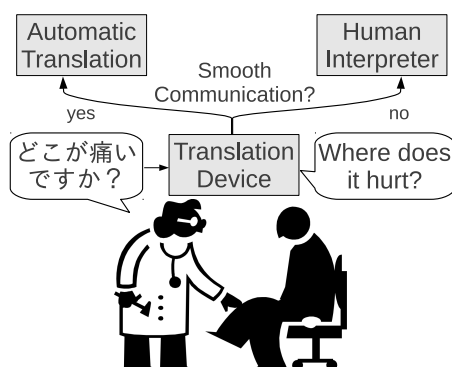 Automatic
Translation
Human
Interpreter
Smooth
Communication?
yes
no
どこが痛い
ですか？
Translation
Device
Where does
it hurt?